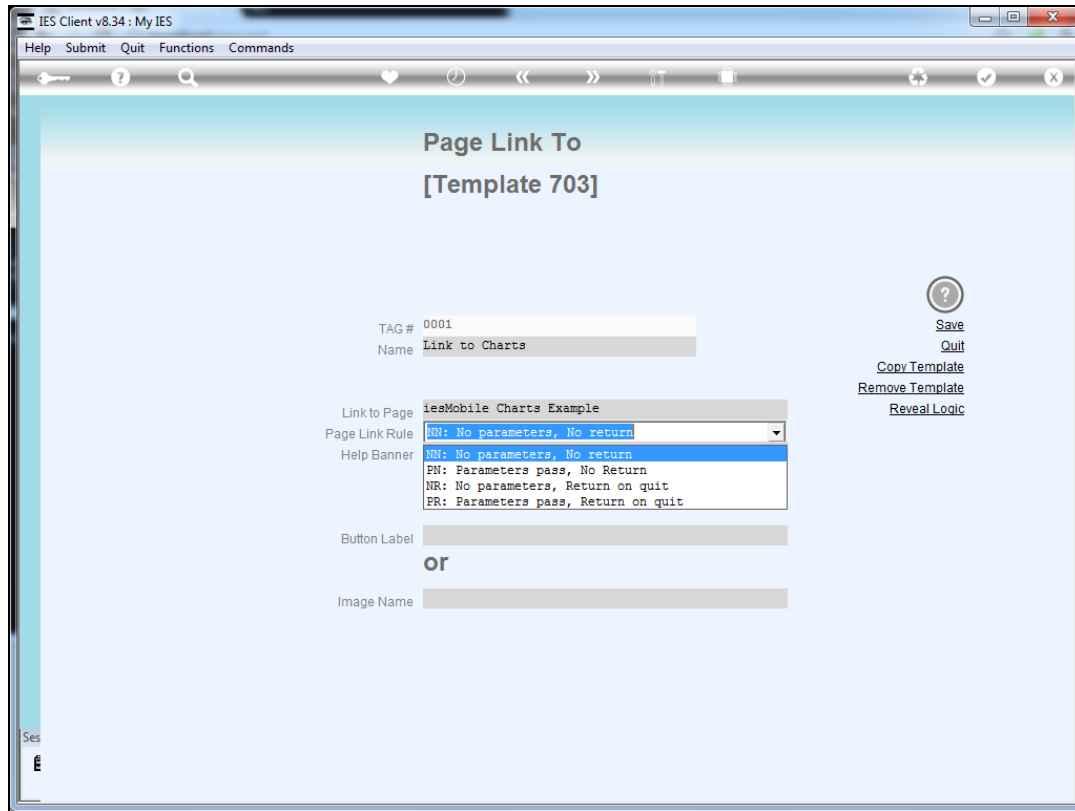 IES Client v8.34 : My IES
Help Submit Quit Functions Commands
Page Link To
[Template 703]
TAG # 0001
Save
Name Link to Charts
Quit
Copy Template
Remove Template
Link to Page iesMobile Charts Example
Reveal Logic
Page Link Rule NN: No parameters, No return
Help Banner NN: No parameters, No return
PN: Parameters pass, No Return
NR: No parameters, Return on quit
PR: Parameters pass, Return on quit
Button Label
or
Image Name
Ses